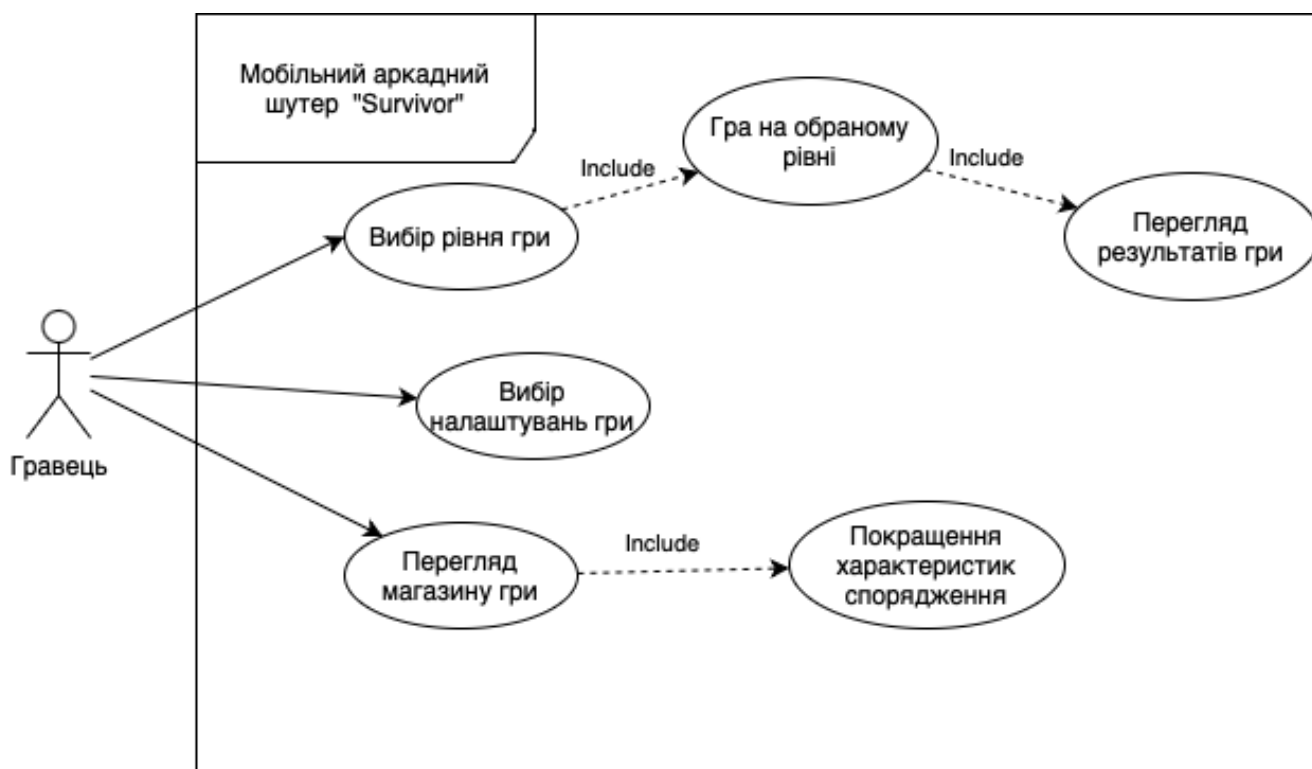 Мобільний аркадний
шутер "Survivor"
Гра на обраному
рівні
Include
Include
Вибір рівня гри
Перегляд
результатів гри
Вибір
налаштувань гри
Гравець
Перегляд
магазину гри
Include
Покращення
характеристик
спорядження